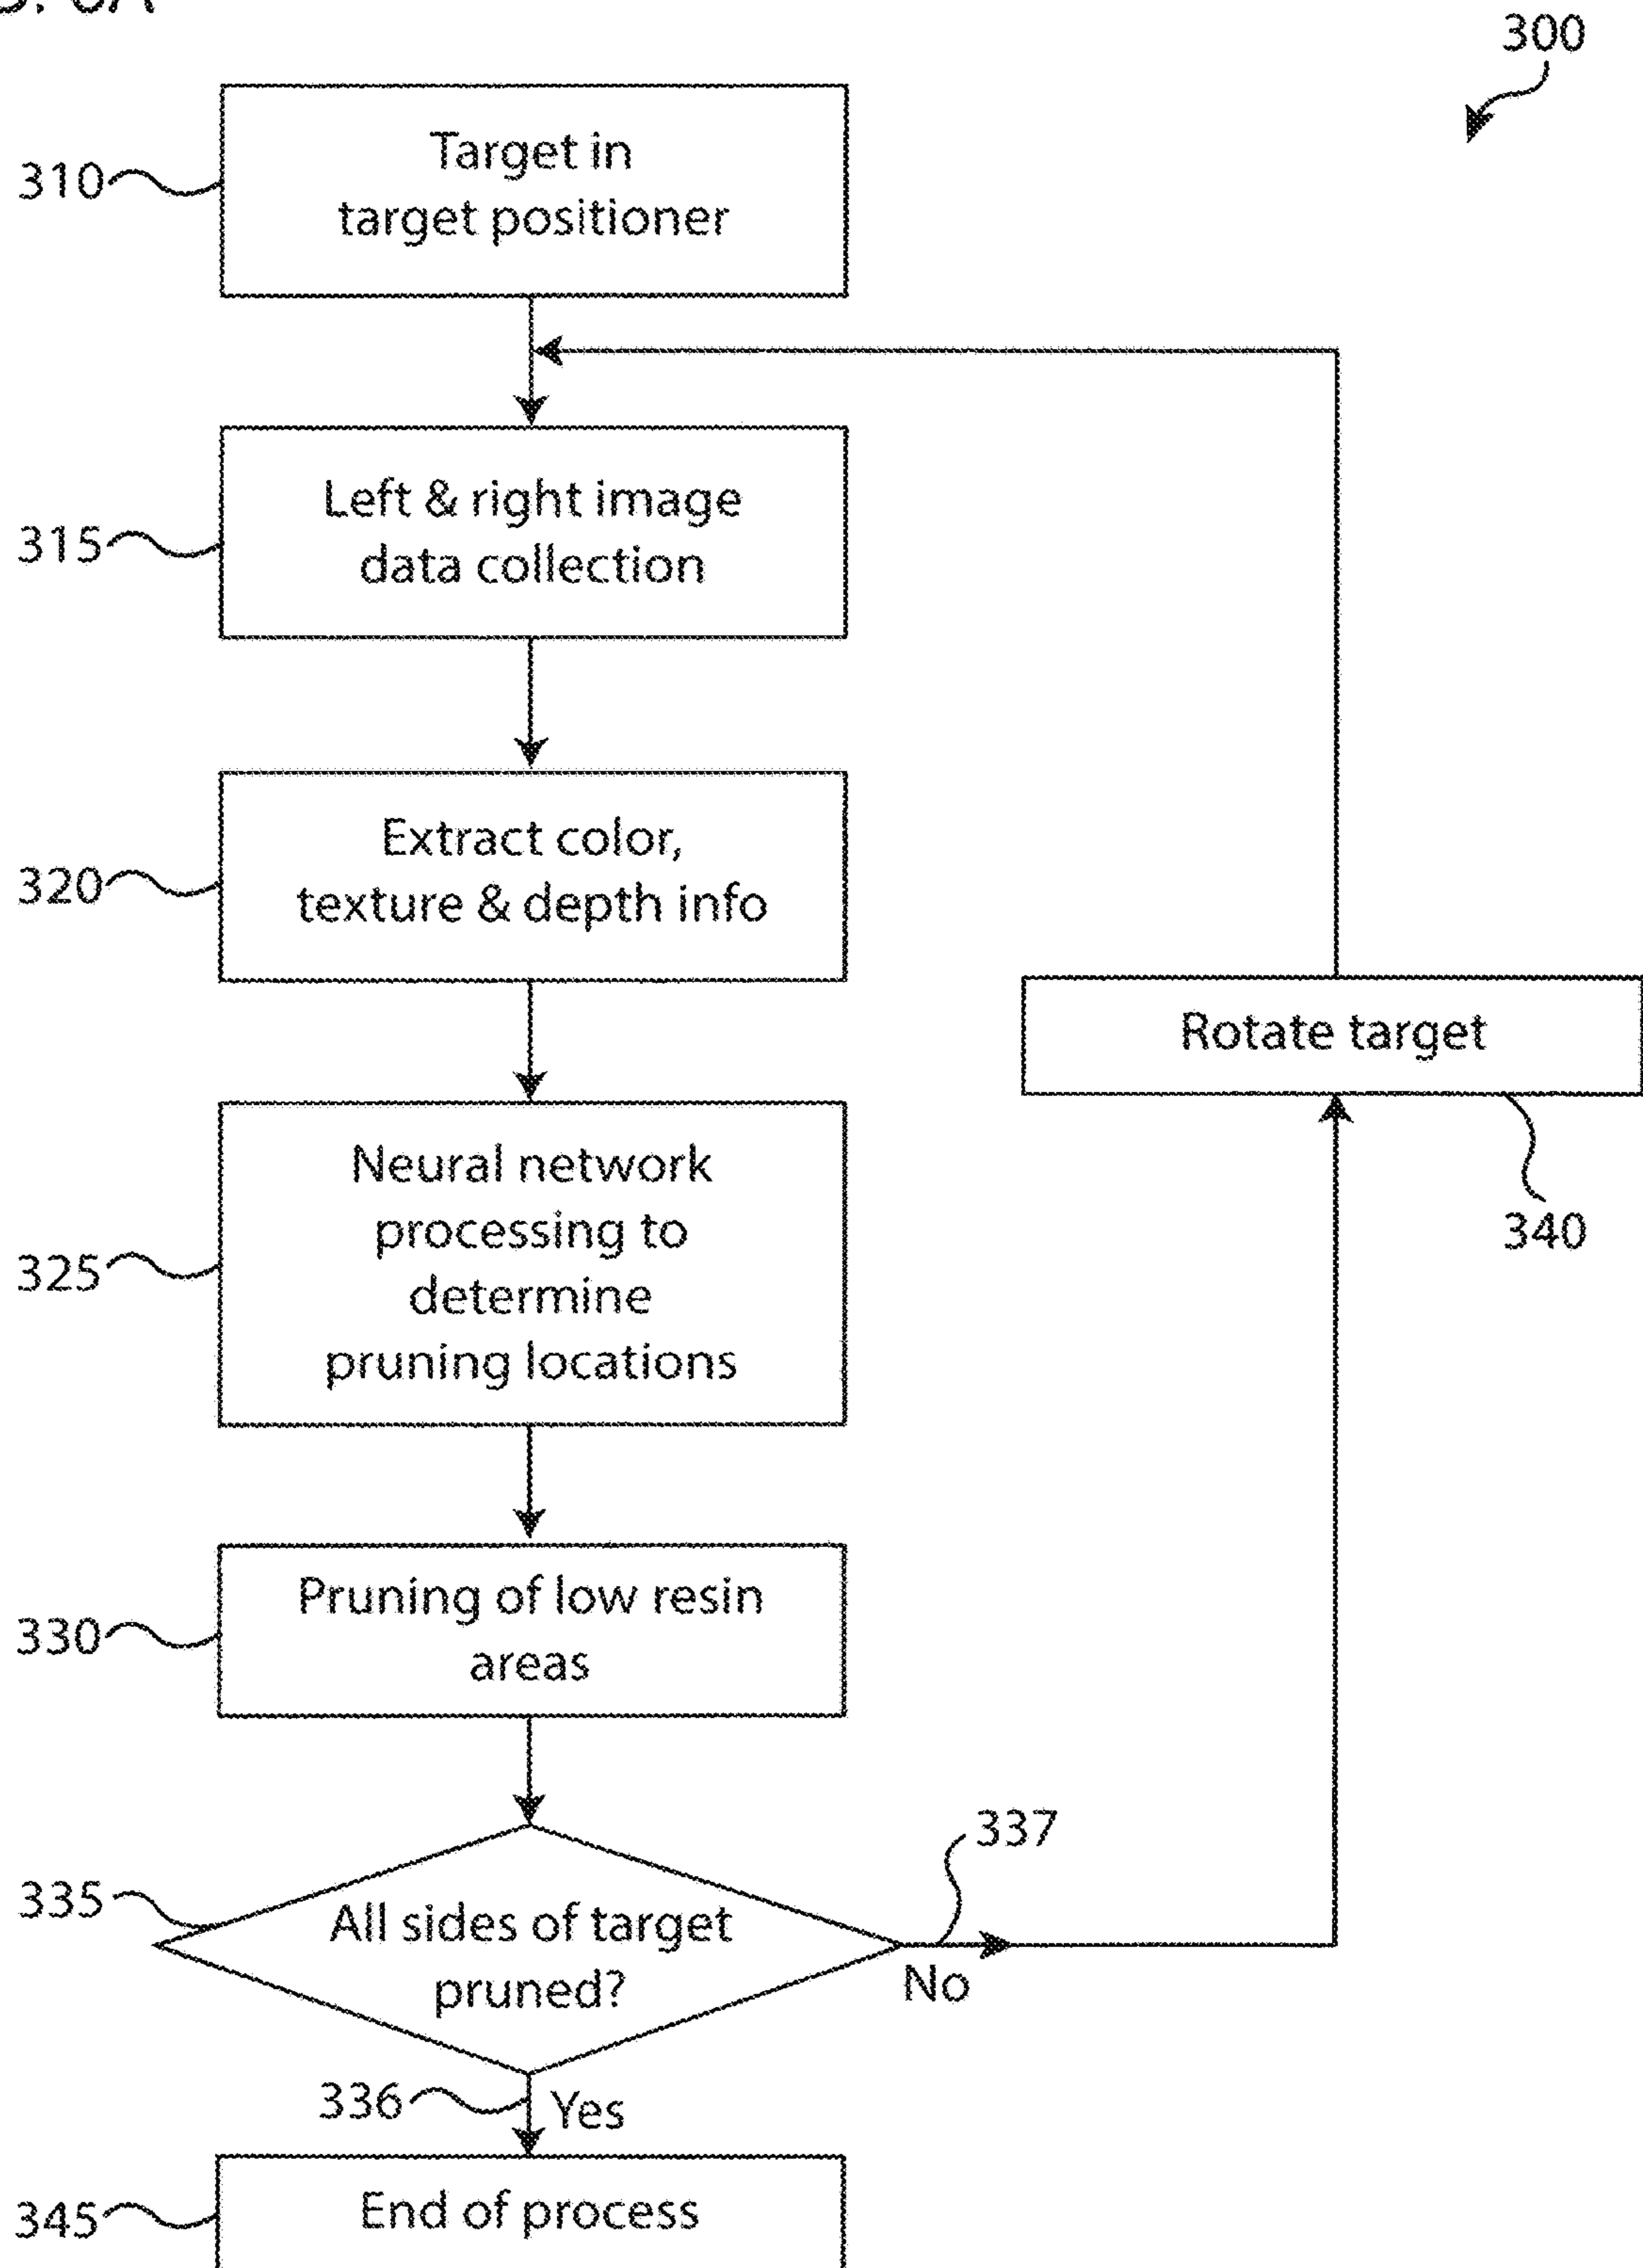 300
310
Target in
target positioner
315
Left & right image
data collection
320
Extract color,
texture & depth info
Rotate target
340
325
Neural network
processing to
determine
pruning locations
330
Pruning of low resin
areas
337
335
All sides of target
pruned?
No
336
Yes
345
End of process